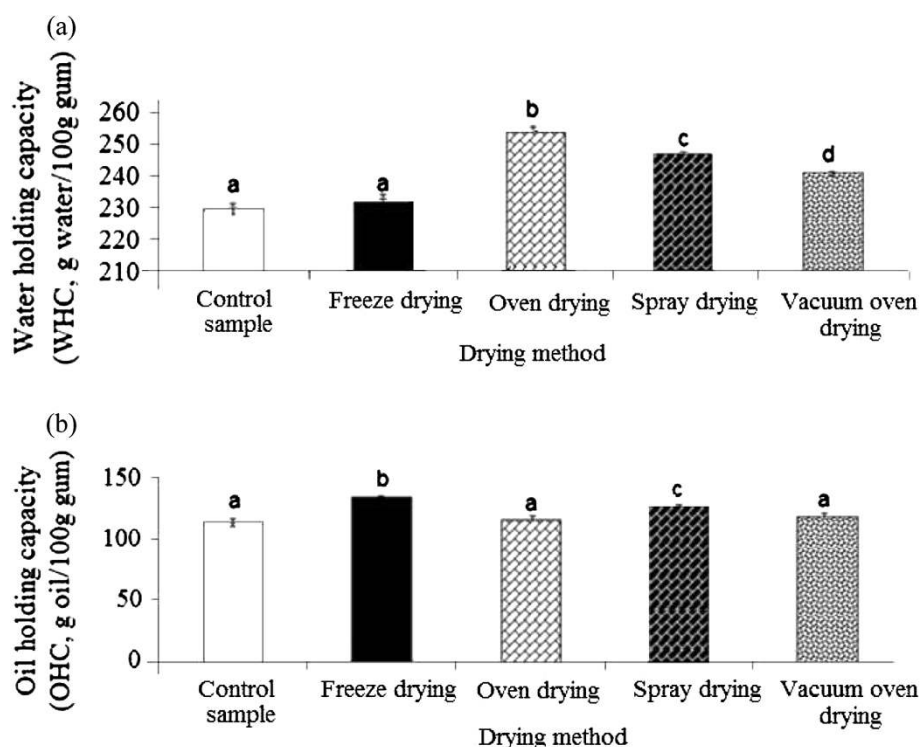 (a)
Water holding capacity
(WHC, g water/100g gum)
260
250
240
230
220
210
a
a
b
c
d
Control
sample
Freeze drying
Oven drying
Spray drying
Vacuum oven
drying
Drying method
(b)
Oil holding capacity
(OHC, g oil/100g gum)
150
100
50
0
a
b
a
c
a
Control
sample
Freeze drying
Oven drying
Spray drying
Vacuum oven
drying
Drying method